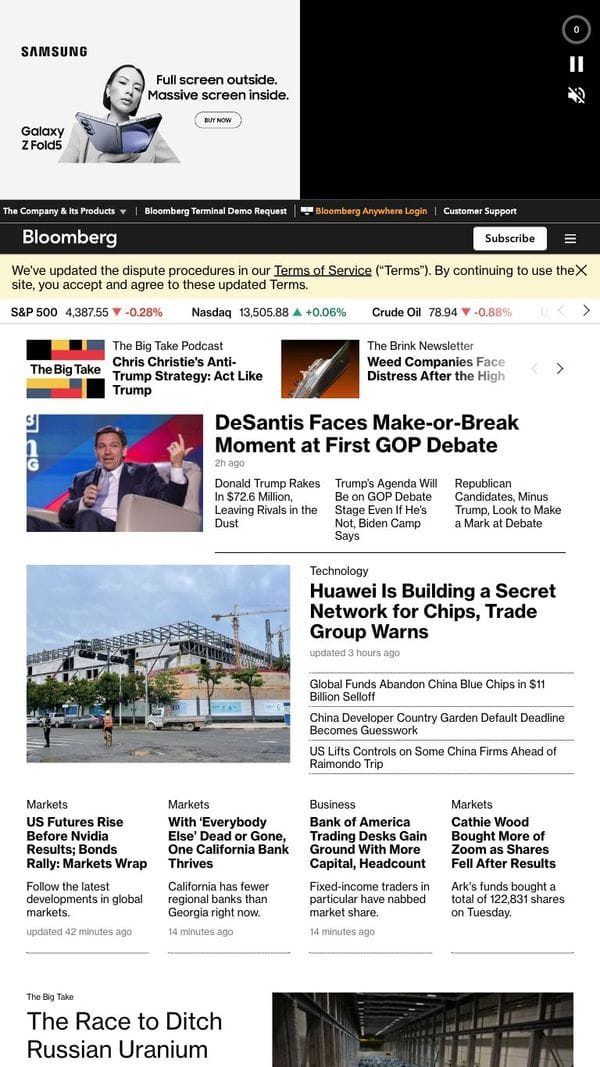 SAMSUNG
Full screen outside.
Massive screen inside.
BUY NOW
Galaxy
Z Fold5
0
The Company & its Products ▼ | Bloomberg Terminal Demo Request | Bloomberg Anywhere Login | Customer Support
Bloomberg
Subscribe
We've updated the dispute procedures in our Terms of Service (“Terms”). By continuing to use the
site, you accept and agree to these updated Terms.
S&P 500 4,387.55 ▼ -0.28% Nasdaq 13,505.88 ▲ +0.06% Crude Oil 78.94 ▼ -0.88%
The Big Take
The Big Take Podcast
Chris Christie’s Anti-
Trump Strategy: Act Like
Trump
The Brink Newsletter
Weed Companies Face
Distress After the High
DeSantis Faces Make-or-Break
Moment at First GOP Debate
2h ago
Donald Trump Rakes
In $72.6 Million,
Leaving Rivals in the
Dust
Trump’s Agenda Will
Be on GOP Debate
Stage Even If He’s
Not, Biden Camp
Says
Republican
Candidates, Minus
Trump, Look to Make
a Mark at Debate
Technology
Huawei Is Building a Secret
Network for Chips, Trade
Group Warns
updated 3 hours ago
Global Funds Abandon China Blue Chips in $11
Billion Selloff
China Developer Country Garden Default Deadline
Becomes Guesswork
US Lifts Controls on Some China Firms Ahead of
Raimondo Trip
Markets
US Futures Rise
Before Nvidia
Results; Bonds
Rally: Markets Wrap
Follow the latest
developments in global
markets.
updated 42 minutes ago
Markets
With ‘Everybody
Else’ Dead or Gone,
One California Bank
Thrives
California has fewer
regional banks than
Georgia right now.
14 minutes ago
Business
Bank of America
Trading Desks Gain
Ground With More
Capital, Headcount
Fixed-income traders in
particular have nabbed
market share.
14 minutes ago
Markets
Cathie Wood
Bought More of
Zoom as Shares
Fell After Results
Ark’s funds bought a
total of 122,831 shares
on Tuesday.
The Big Take
The Race to Ditch
Russian Uranium